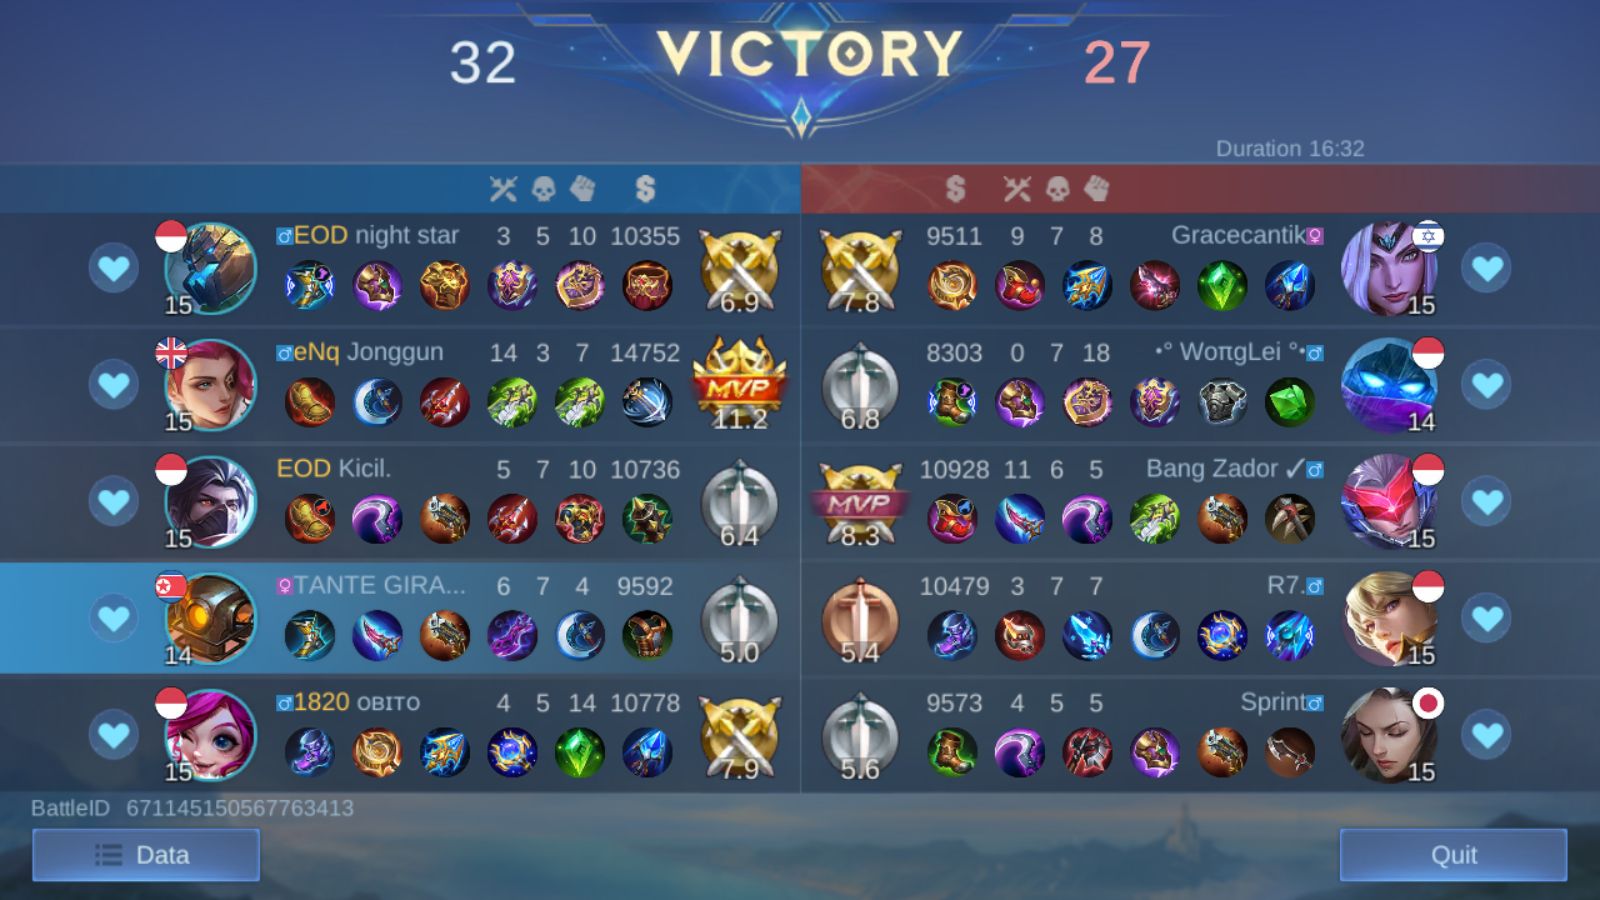 32 VICTORY 27
Duration 16:32
EOD night star 3 5 10 10355
15 6.9
9511 9 7 8 Gracecantik
7.8 15
eNq Jonggun 14 3 7 14752
15 MVP 11.2
8303 0 7 18 •° WoπgLei °•
6.8 14
EOD Kicil. 5 7 10 10736
15 6.4
10928 11 6 5 Bang Zador ✓
MVP 8.3 15
TANTE GIRA... 6 7 4 9592
14 5.0
10479 3 7 7 R7.
5.4 15
1820 ᴏʙɪᴛᴏ 4 5 14 10778
15 7.9
9573 4 5 5 Sprint
5.6 15
BattleID 671145150567763413
Data
Quit